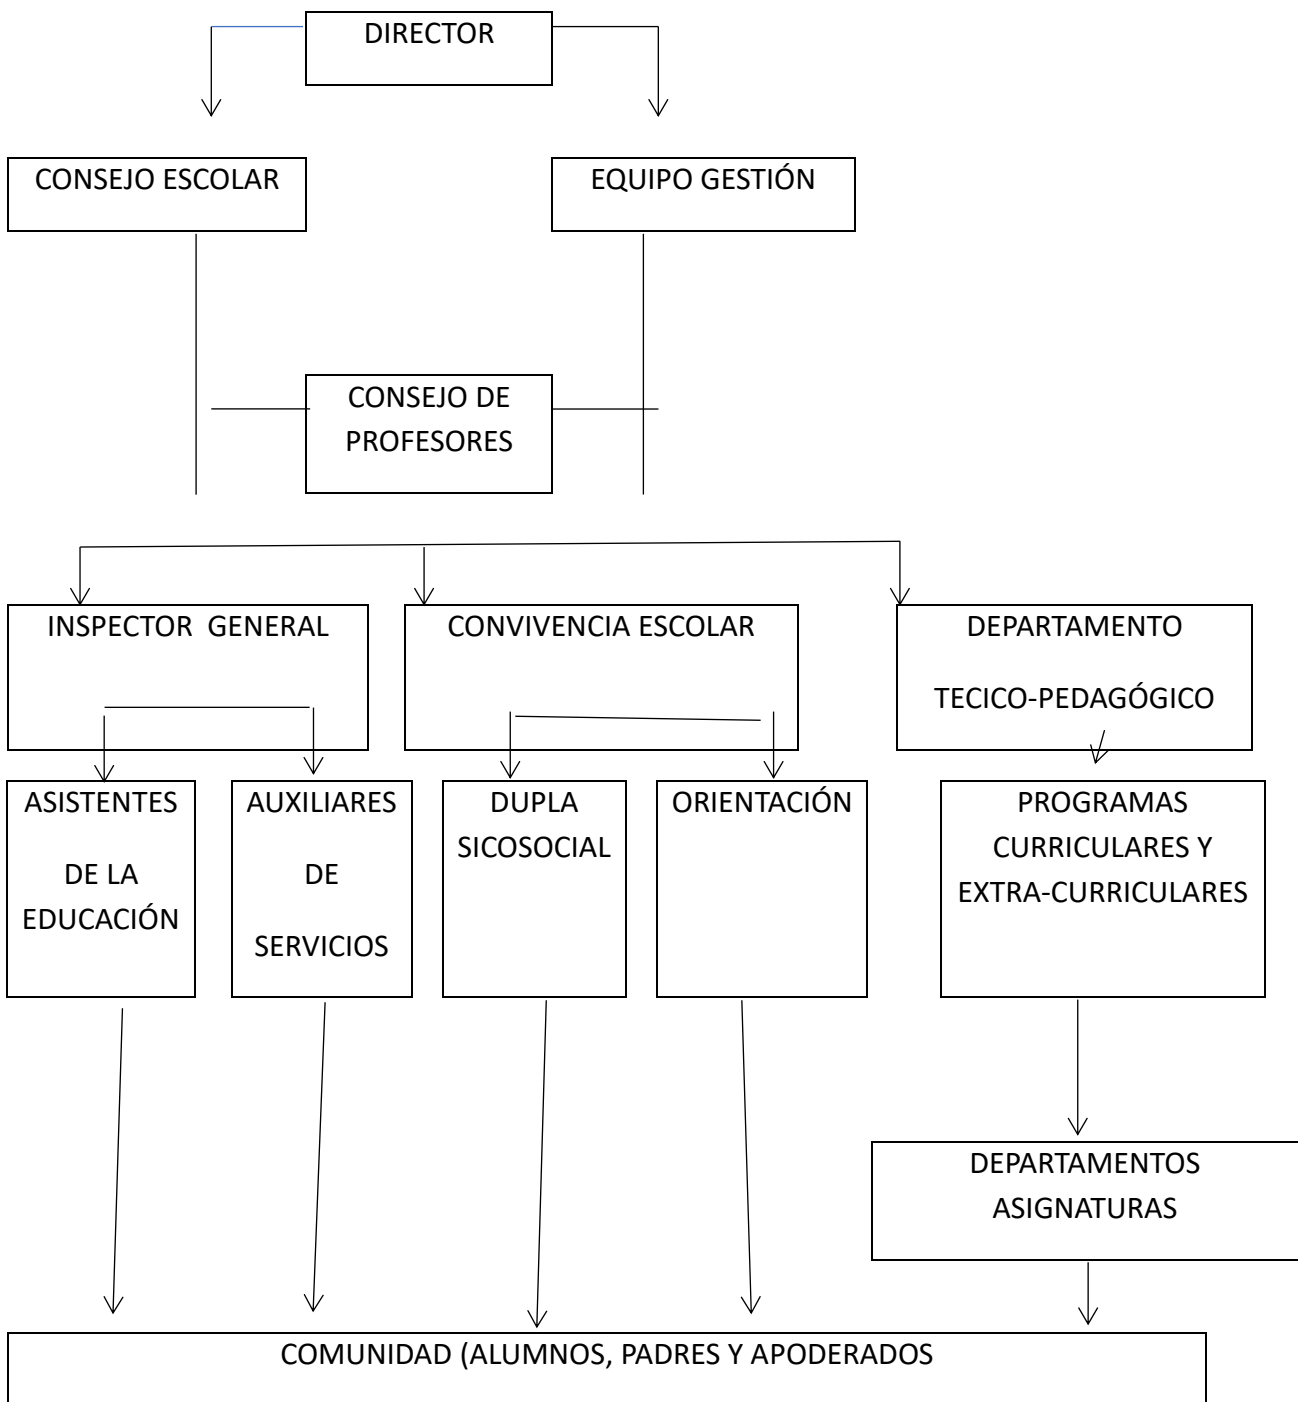 DIRECTOR
CONSEJO ESCOLAR
EQUIPO GESTIÓN
CONSEJO DE
PROFESORES
INSPECTOR  GENERAL
CONVIVENCIA ESCOLAR
DEPARTAMENTO
TECICO-PEDAGÓGICO
ASISTENTES
DE LA
EDUCACIÓN
AUXILIARES
DE
SERVICIOS
DUPLA
SICOSOCIAL
ORIENTACIÓN
PROGRAMAS
CURRICULARES Y
EXTRA-CURRICULARES
DEPARTAMENTOS
ASIGNATURAS
COMUNIDAD (ALUMNOS, PADRES Y APODERADOS